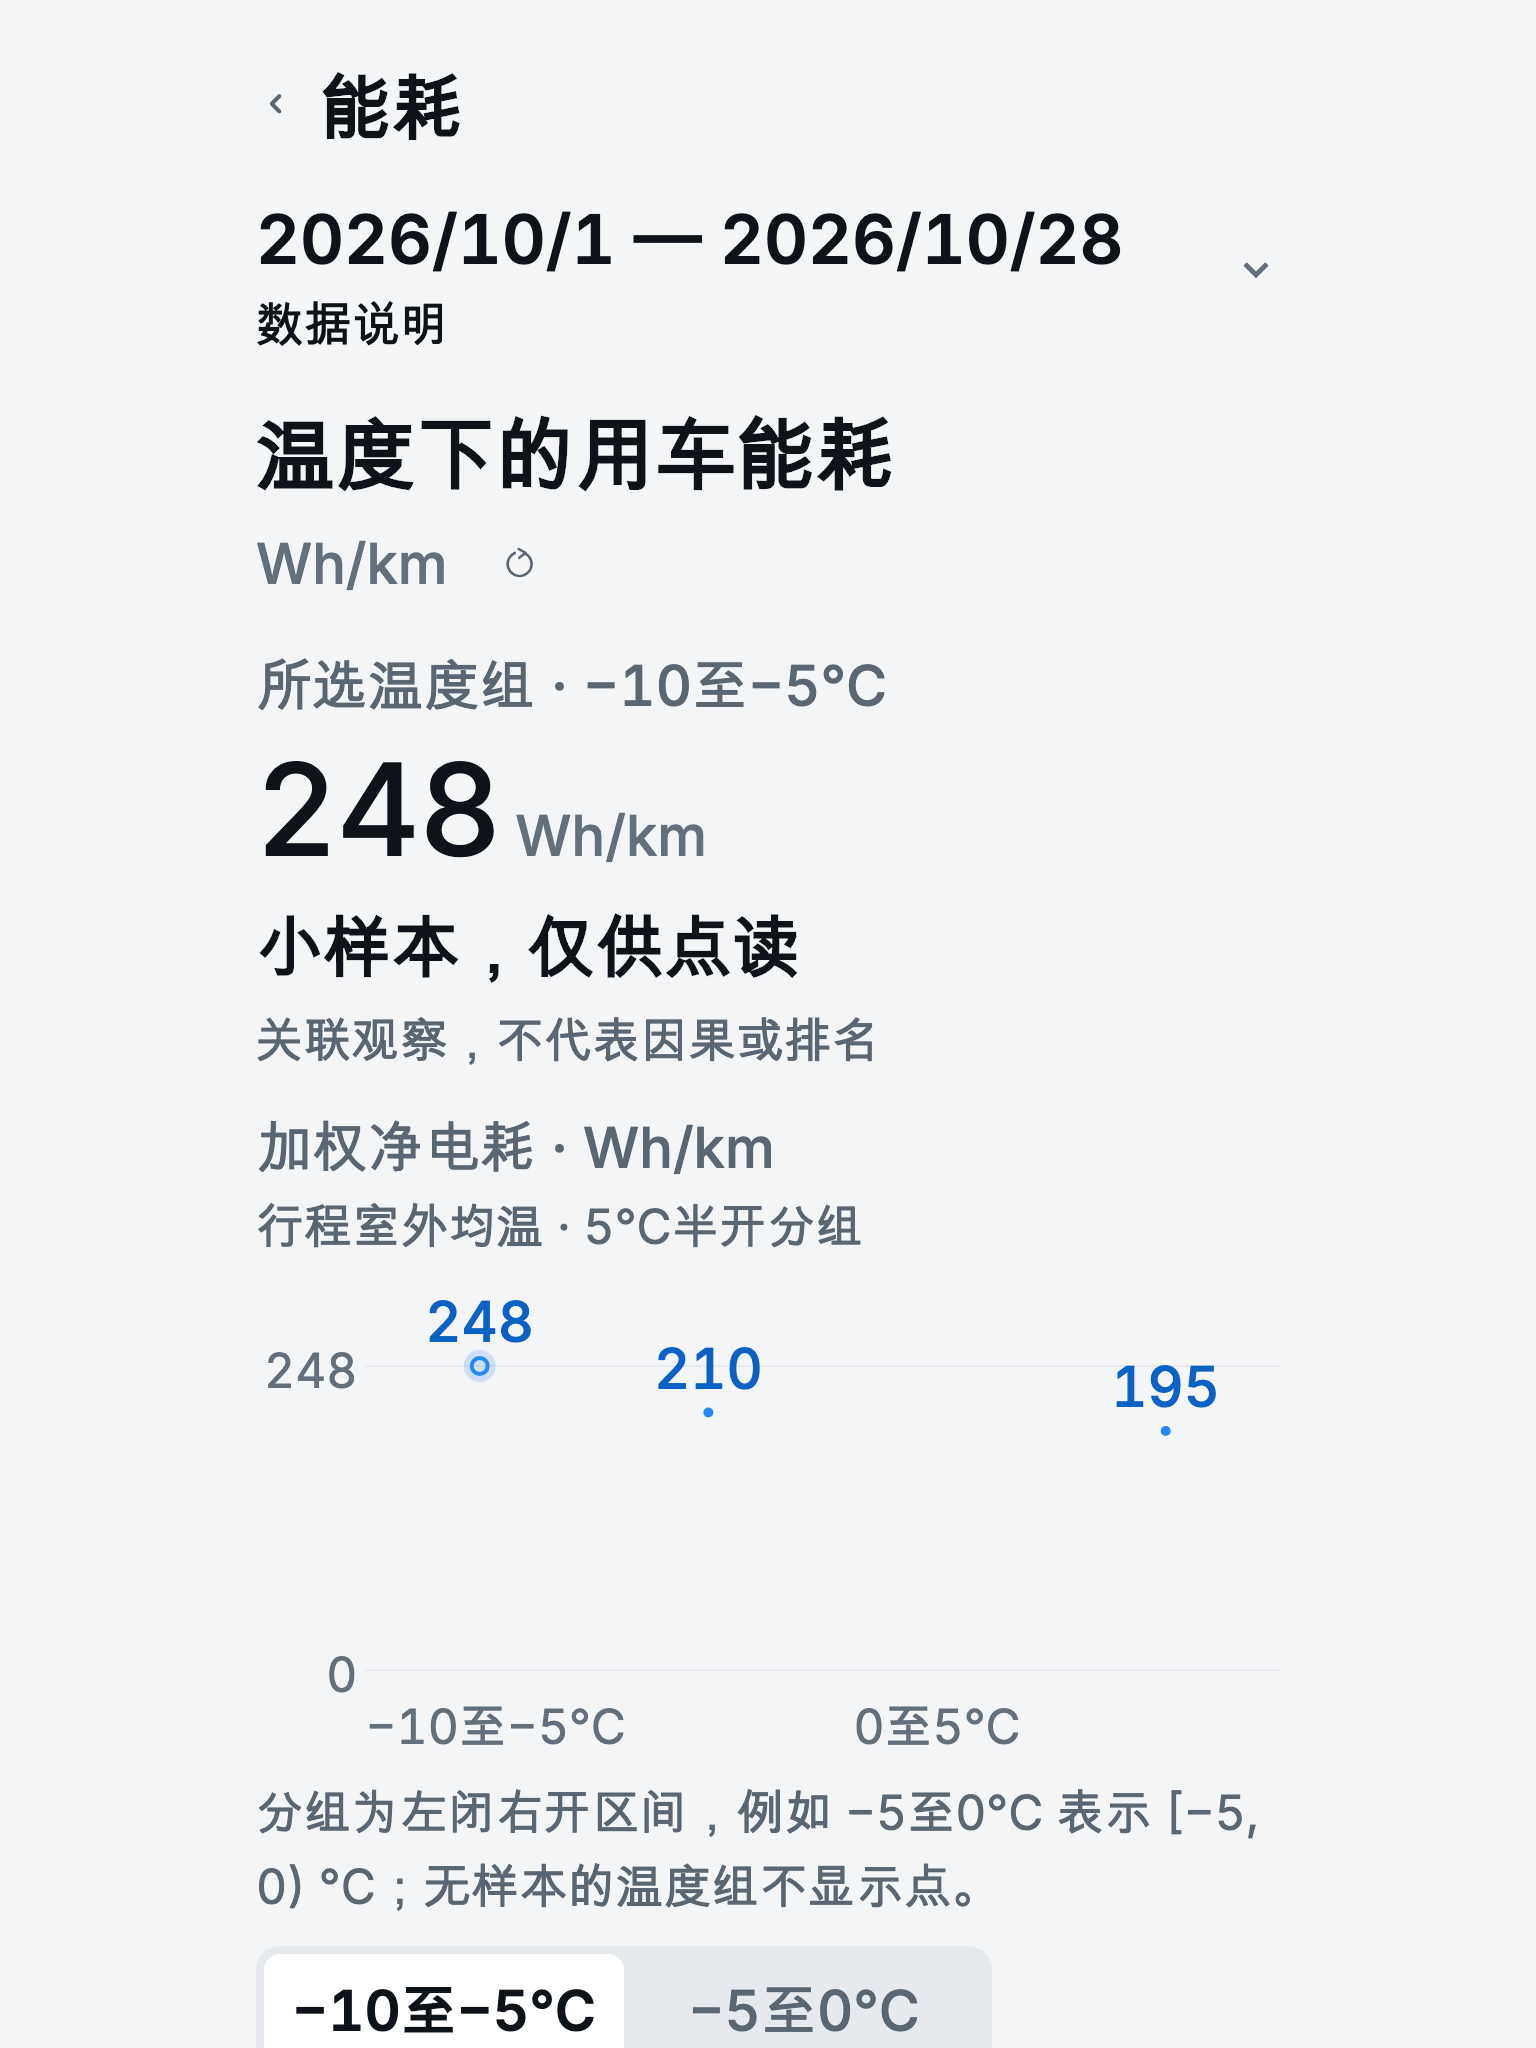 能耗
2026/10/1 — 2026/10/28
数据说明
温度下的用车能耗
Wh/km
所选温度组 · −10至−5°C
248 Wh/km
小样本，仅供点读
关联观察，不代表因果或排名
加权净电耗 · Wh/km
行程室外均温 · 5°C半开分组
248
248
210
195
0
−10至−5°C 0至5°C
分组为左闭右开区间，例如 −5至0°C 表示 [−5,
0) °C；无样本的温度组不显示点。
−10至−5°C −5至0°C